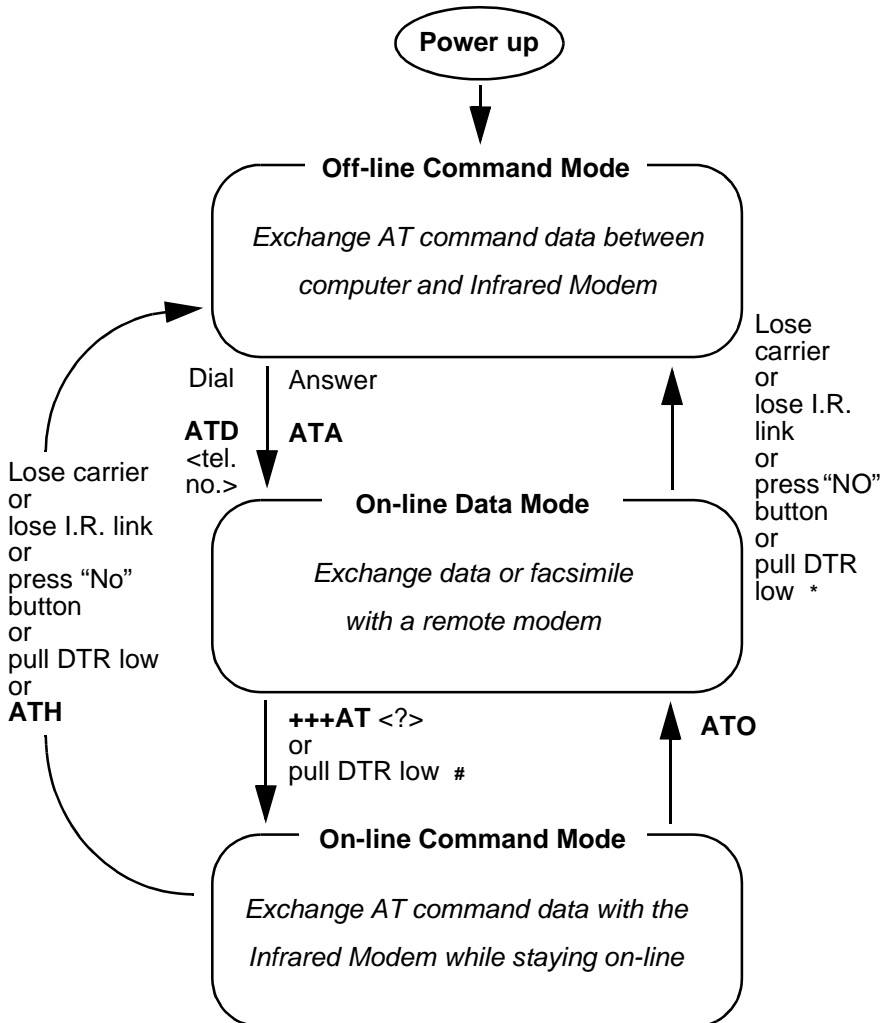 Power up
Off-line Command Mode
Exchange AT command data between
computer and Infrared Modem
Dial
ATD
<tel.
no.>
Answer
ATA
Lose
carrier
or
lose I.R.
link
or
press “NO”
button
or
pull DTR
low *
On-line Data Mode
Exchange data or facsimile
with a remote modem
Lose carrier
or
lose I.R. link
or
press “No”
button
or
pull DTR low
or
ATH
+++AT <?>
or
pull DTR low #
ATO
On-line Command Mode
Exchange AT command data with the
Infrared Modem while staying on-line